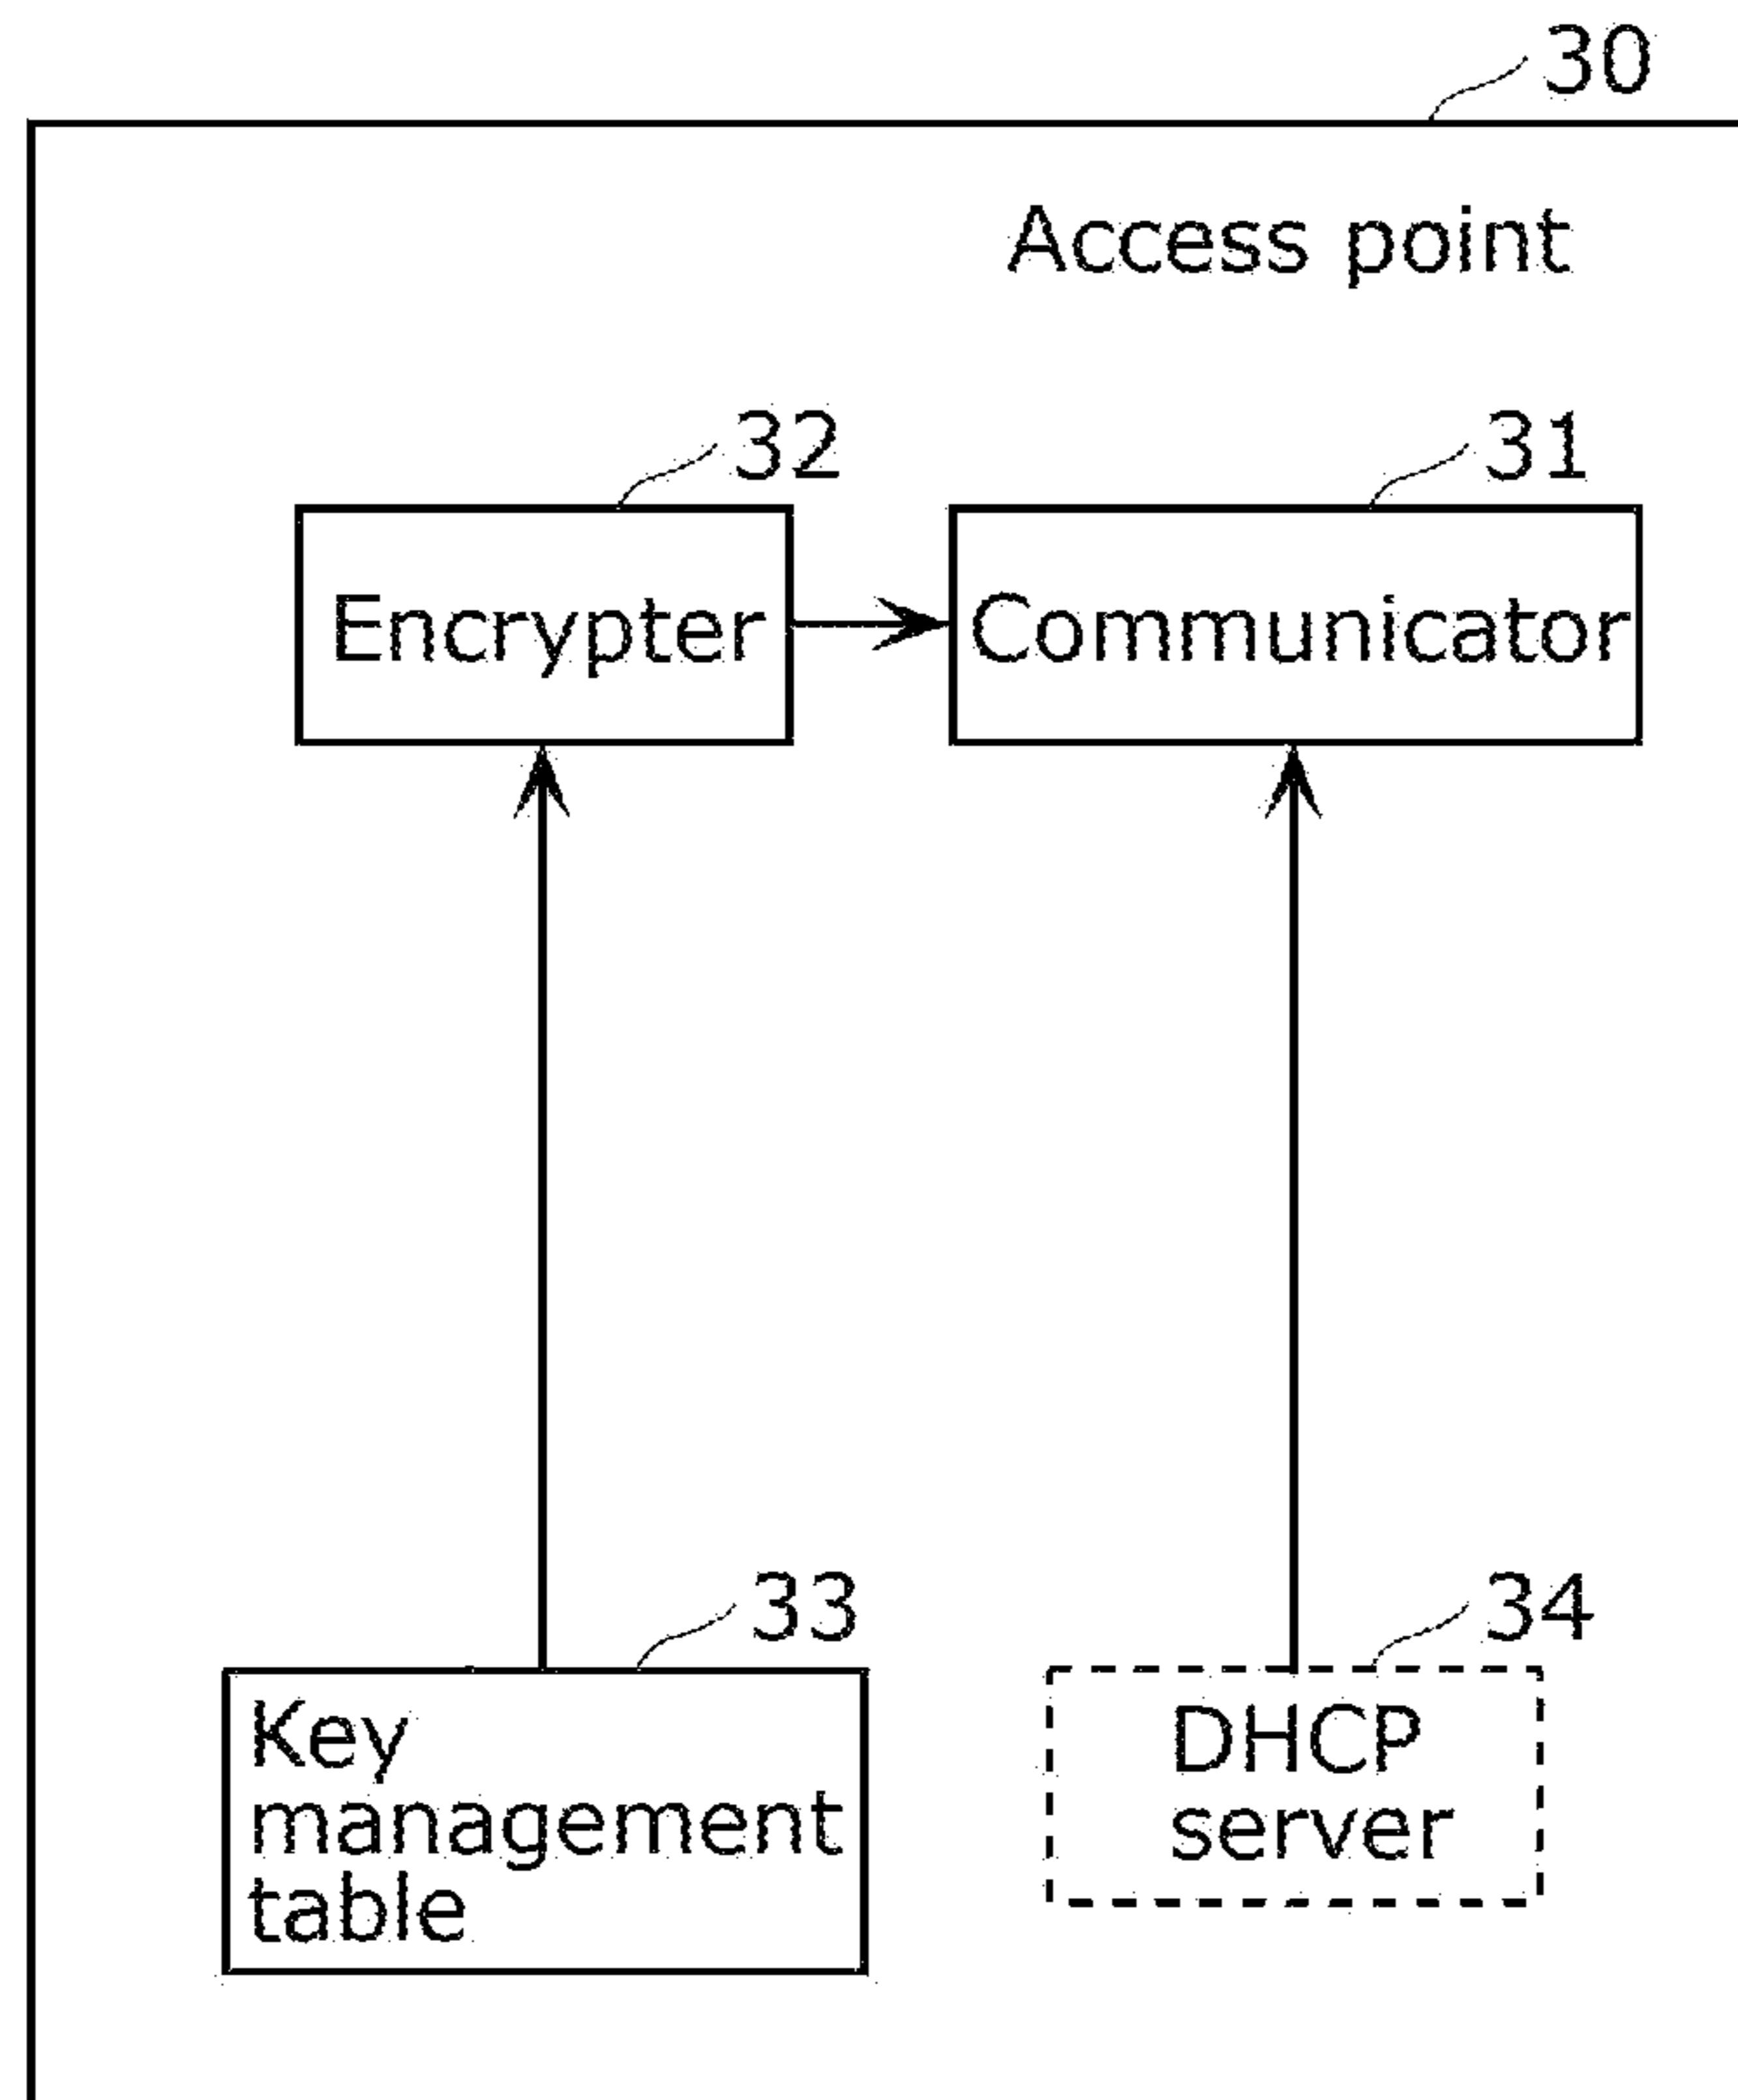 30
Access point
32
31
Encrypter
Communicator
33
34
Key
management
table
DHCP
server